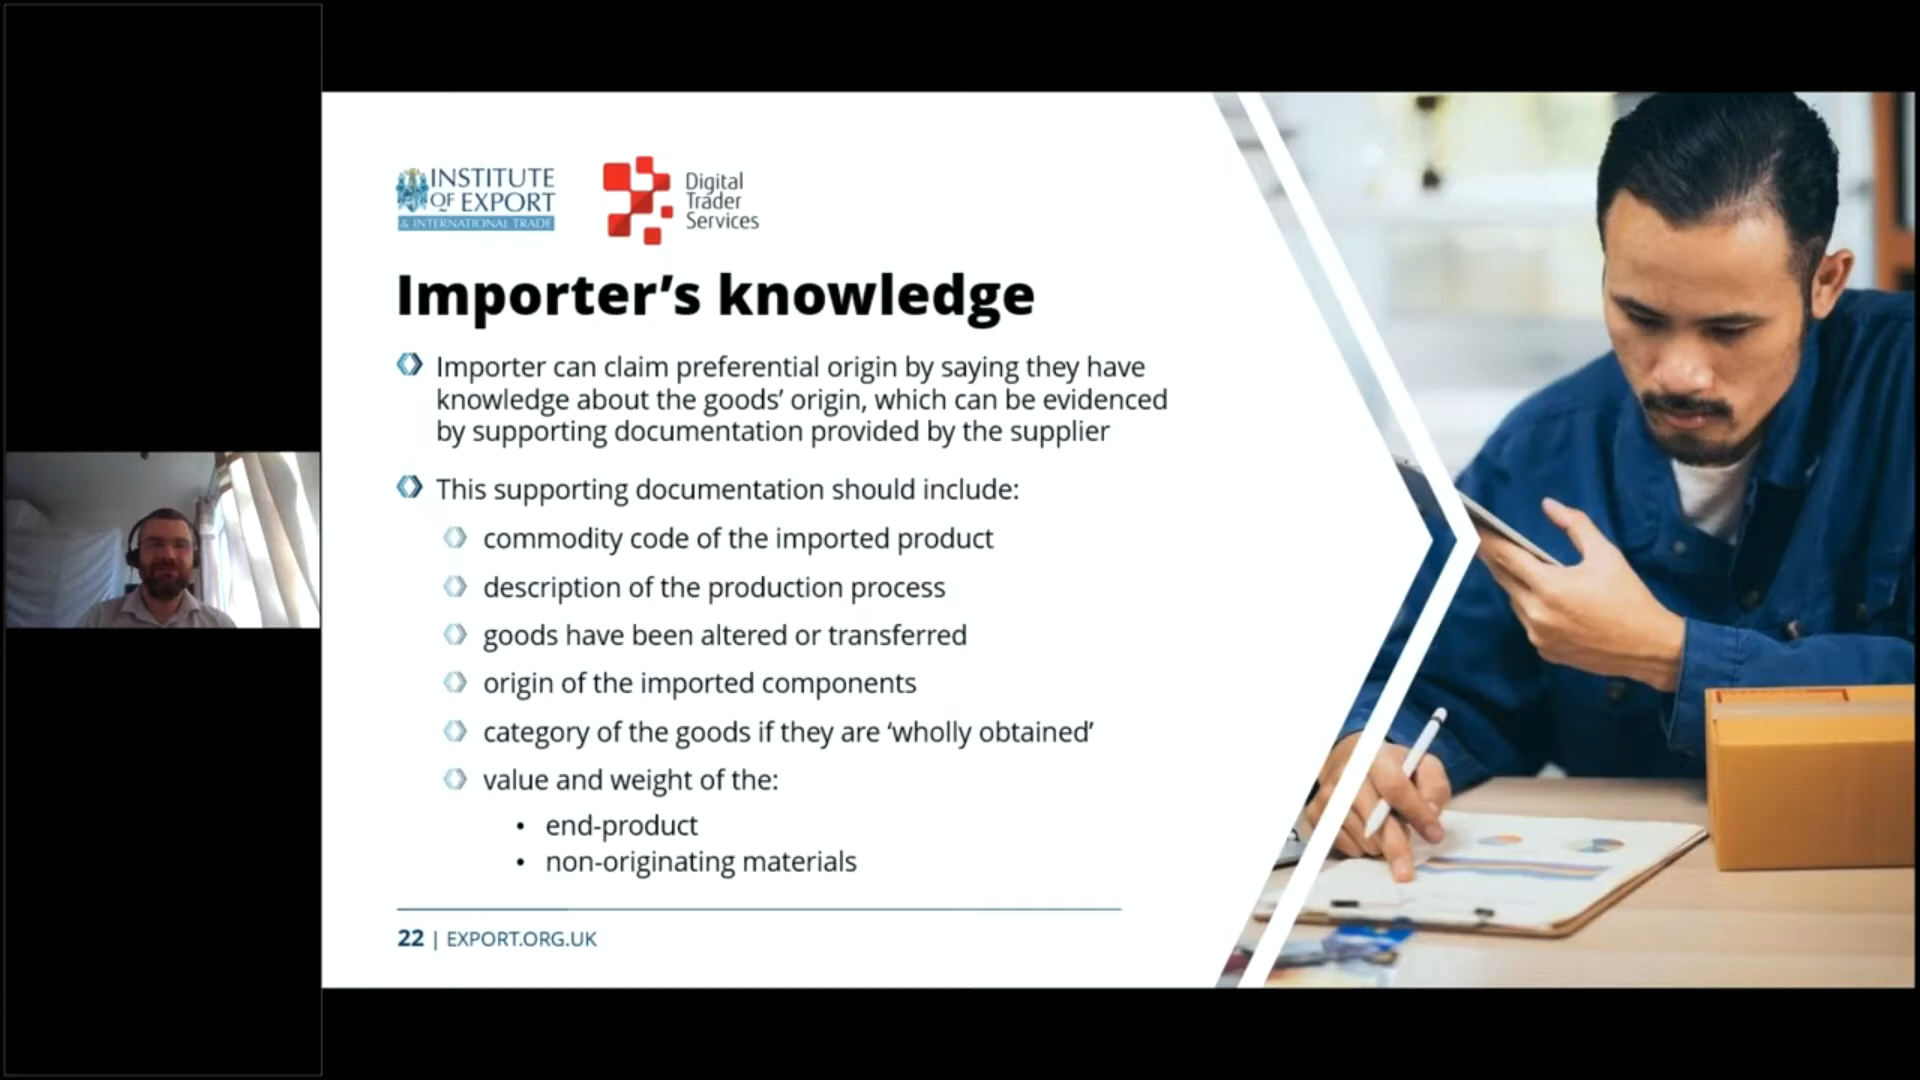 INSTITUTE
OF EXPORT
& INTERNATIONAL TRADE
Digital
Trader
Services
Importer’s knowledge
Importer can claim preferential origin by saying they have
knowledge about the goods’ origin, which can be evidenced
by supporting documentation provided by the supplier
This supporting documentation should include:
commodity code of the imported product
description of the production process
goods have been altered or transferred
origin of the imported components
category of the goods if they are ‘wholly obtained’
value and weight of the:
• end-product
• non-originating materials
22 | EXPORT.ORG.UK